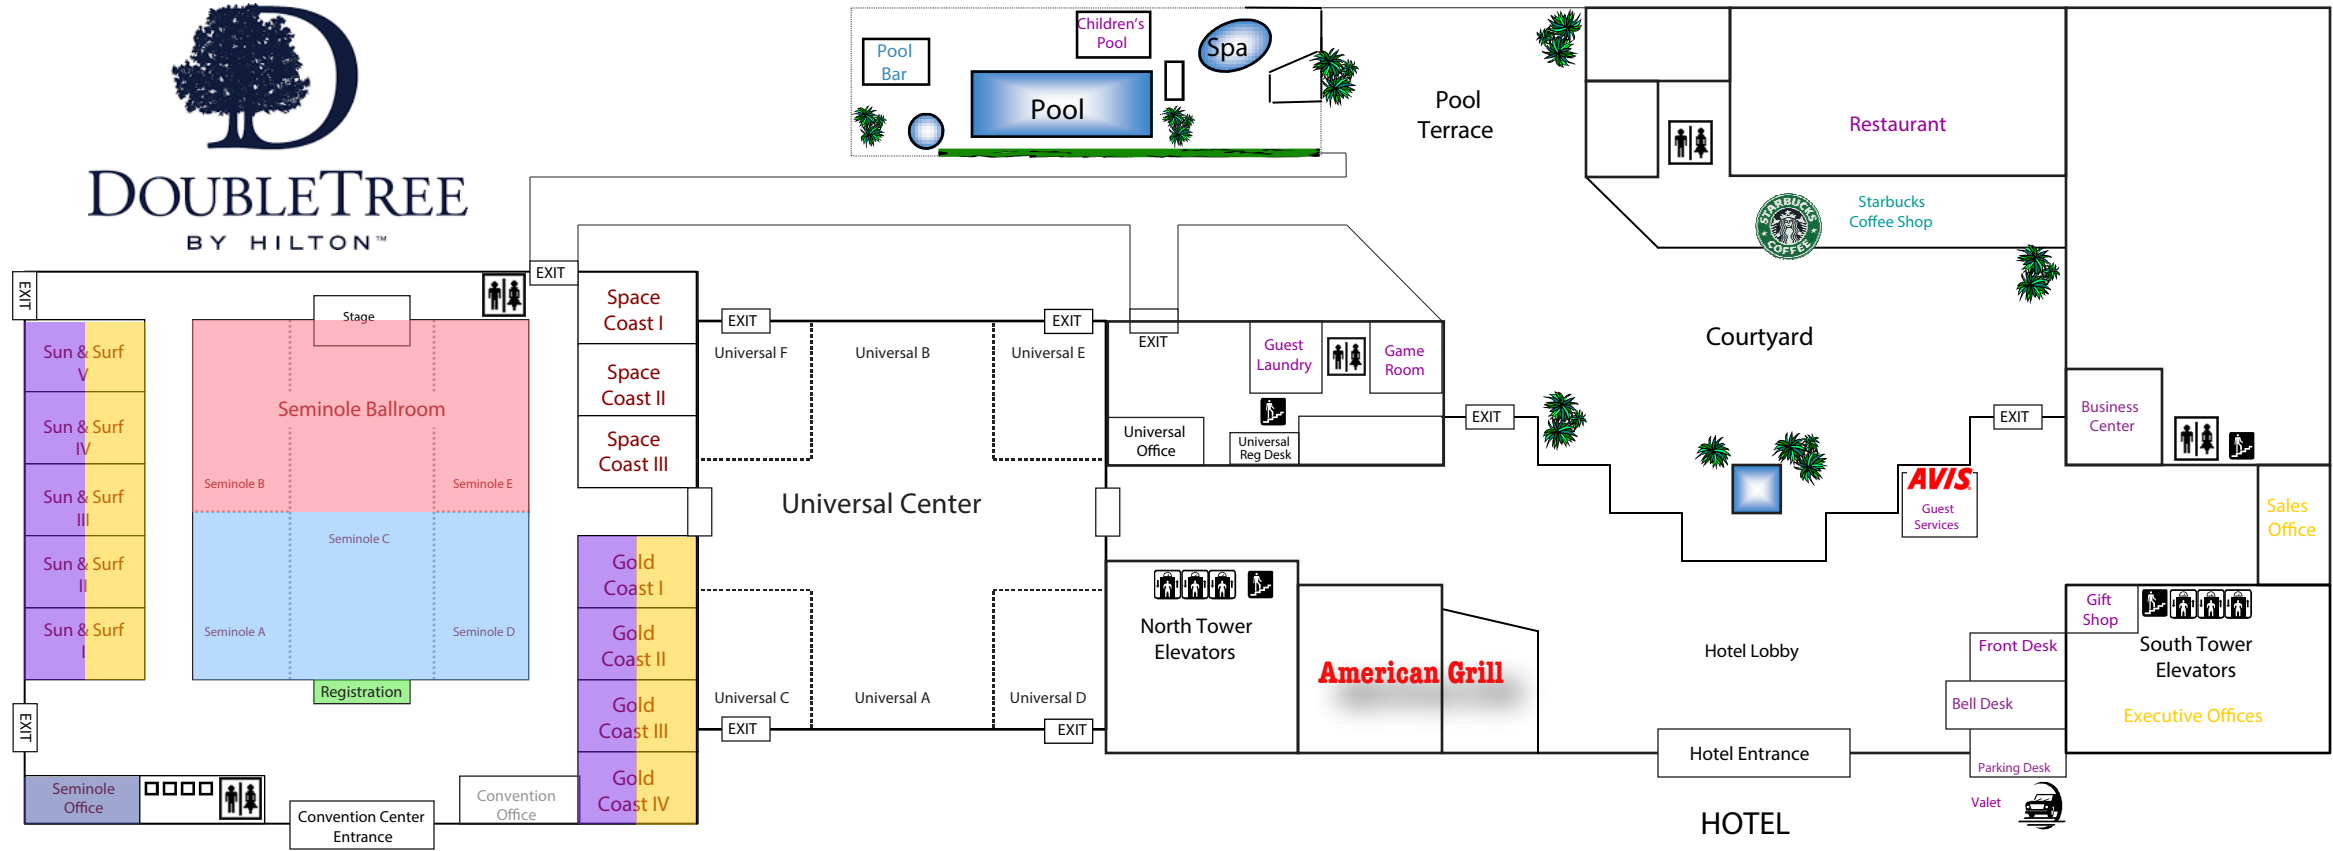 DOUBLETREE
BY HILTON™
Pool
Bar
Children's
Pool
Spa
Pool
Pool
Terrace
Restaurant
Starbucks
Coffee Shop
STARBUCKS
COFFEE
Courtyard
EXIT
EXIT
Stage
Sun & Surf
V
Sun & Surf
IV
Sun & Surf
III
Sun & Surf
II
Sun & Surf
I
Seminole Ballroom
Seminole B
Seminole E
Seminole C
Seminole A
Seminole D
Registration
EXIT
Seminole
Office
Convention Center
Entrance
Convention
Office
Space
Coast I
Space
Coast II
Space
Coast III
Gold
Coast I
Gold
Coast II
Gold
Coast III
Gold
Coast IV
EXIT
EXIT
Universal F
Universal B
Universal E
Universal Center
Universal C
Universal A
Universal D
EXIT
EXIT
EXIT
Guest
Laundry
Game
Room
Universal
Office
Universal
Reg Desk
EXIT
EXIT
Business
Center
AVIS
Guest
Services
Sales
Office
North Tower
Elevators
American Grill
Hotel Lobby
Gift
Shop
Front Desk
South Tower
Elevators
Bell Desk
Executive Offices
Hotel Entrance
Parking Desk
Valet
HOTEL